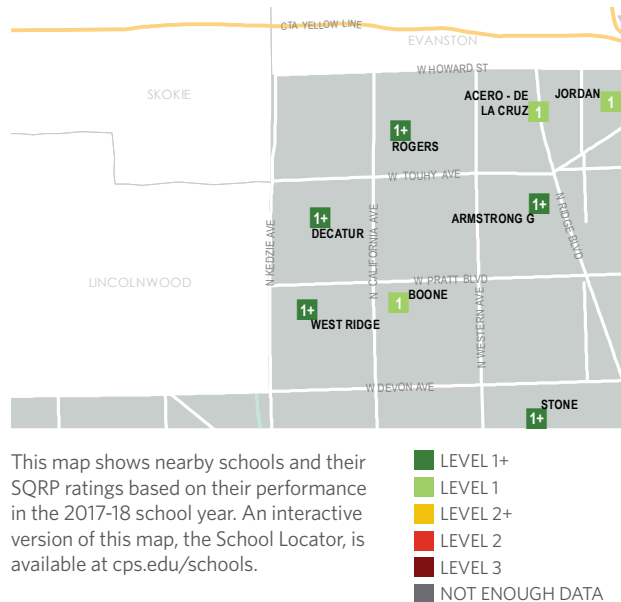 CTA YELLOW LINE
EVANSTON
W HOWARD ST
SKOKIE
ACERO - DE
LA CRUZ
1
JORDAN
1
1+
ROGERS
W TOUHY AVE
1+
DECATUR
1+
ARMSTRONG G
N KEDZIE AVE
N CALIFORNIA AVE
N RIDGE BLVD
LINCOLNWOOD
W PRATT BLVD
1+
WEST RIDGE
1
BOONE
N WESTERN AVE
W DEVON AVE
STONE
1+
This map shows nearby schools and their
SQRP ratings based on their performance
in the 2017-18 school year. An interactive
version of this map, the School Locator, is
available at cps.edu/schools.
LEVEL 1+
LEVEL 1
LEVEL 2+
LEVEL 2
LEVEL 3
NOT ENOUGH DATA